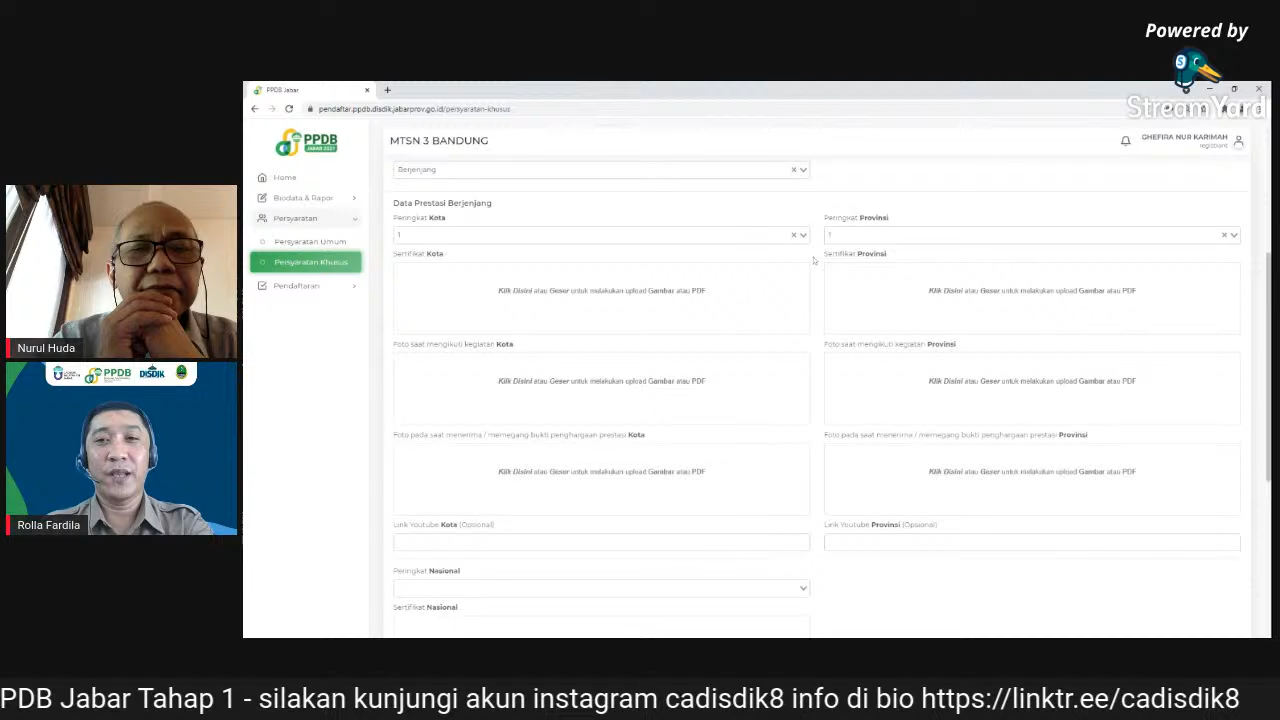 Powered by
StreamYard
PPDB Jabar
pendaftar.ppdb.disdik.jabarprov.go.id/persyaratan-khusus
PPDB
JABAR 2021
MTSN 3 BANDUNG
GHEFIRA NUR KARIMAH
registrant
Home
Biodata & Rapor
Persyaratan
Persyaratan Umum
Persyaratan Khusus
Pendaftaran
Berjenjang
Data Prestasi Berjenjang
Peringkat Kota
Peringkat Provinsi
1
1
Sertifikat Kota
Sertifikat Provinsi
Klik Disini atau Geser untuk melakukan upload Gambar atau PDF
Klik Disini atau Geser untuk melakukan upload Gambar atau PDF
Foto saat mengikuti kegiatan Kota
Foto saat mengikuti kegiatan Provinsi
Klik Disini atau Geser untuk melakukan upload Gambar atau PDF
Klik Disini atau Geser untuk melakukan upload Gambar atau PDF
Foto pada saat menerima / memegang bukti penghargaan prestasi Kota
Foto pada saat menerima / memegang bukti penghargaan prestasi Provinsi
Klik Disini atau Geser untuk melakukan upload Gambar atau PDF
Klik Disini atau Geser untuk melakukan upload Gambar atau PDF
Link Youtube Kota (Opsional)
Link Youtube Provinsi (Opsional)
Peringkat Nasional
Sertifikat Nasional
Nurul Huda
PPDB
DISDIK
Rolla Fardila
PDB Jabar Tahap 1 - silakan kunjungi akun instagram cadisdik8 info di bio https://linktr.ee/cadisdik8